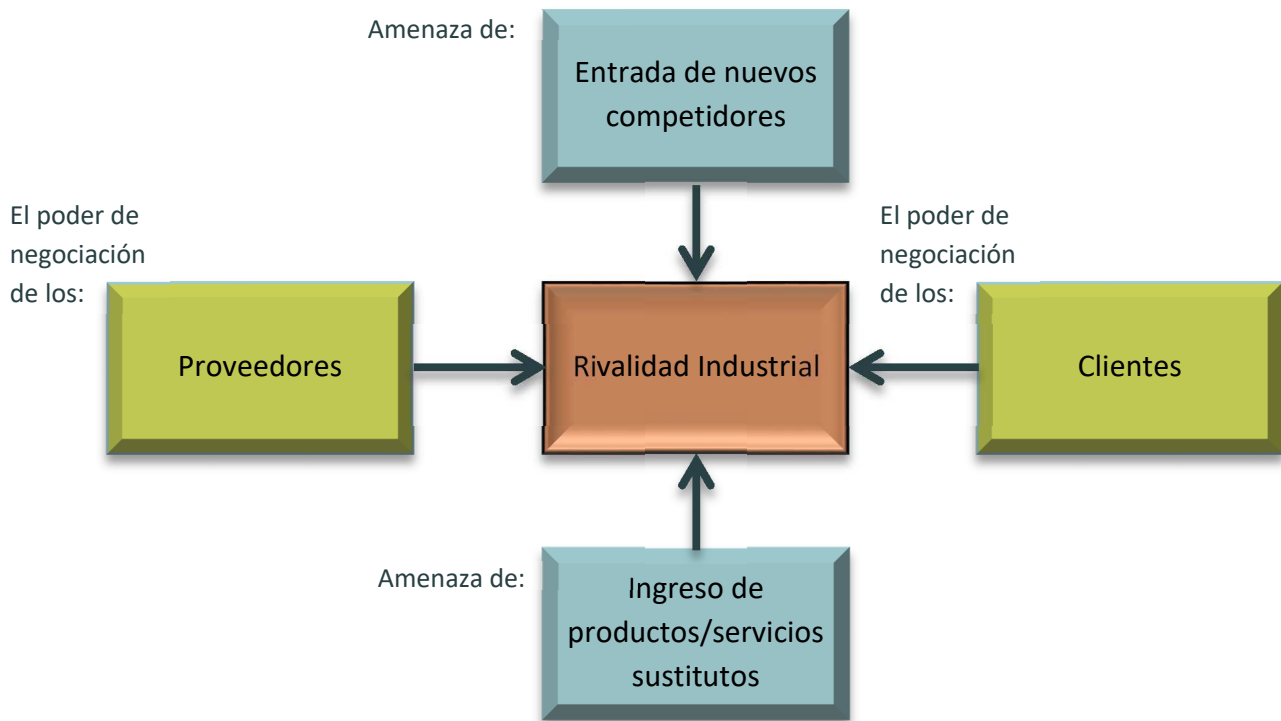 Amenaza de:
Entrada de nuevos
competidores
El poder de
negociación
de los:
Proveedores
Rivalidad Industrial
El poder de
negociación
de los:
Clientes
Amenaza de:
Ingreso de
productos/servicios
sustitutos